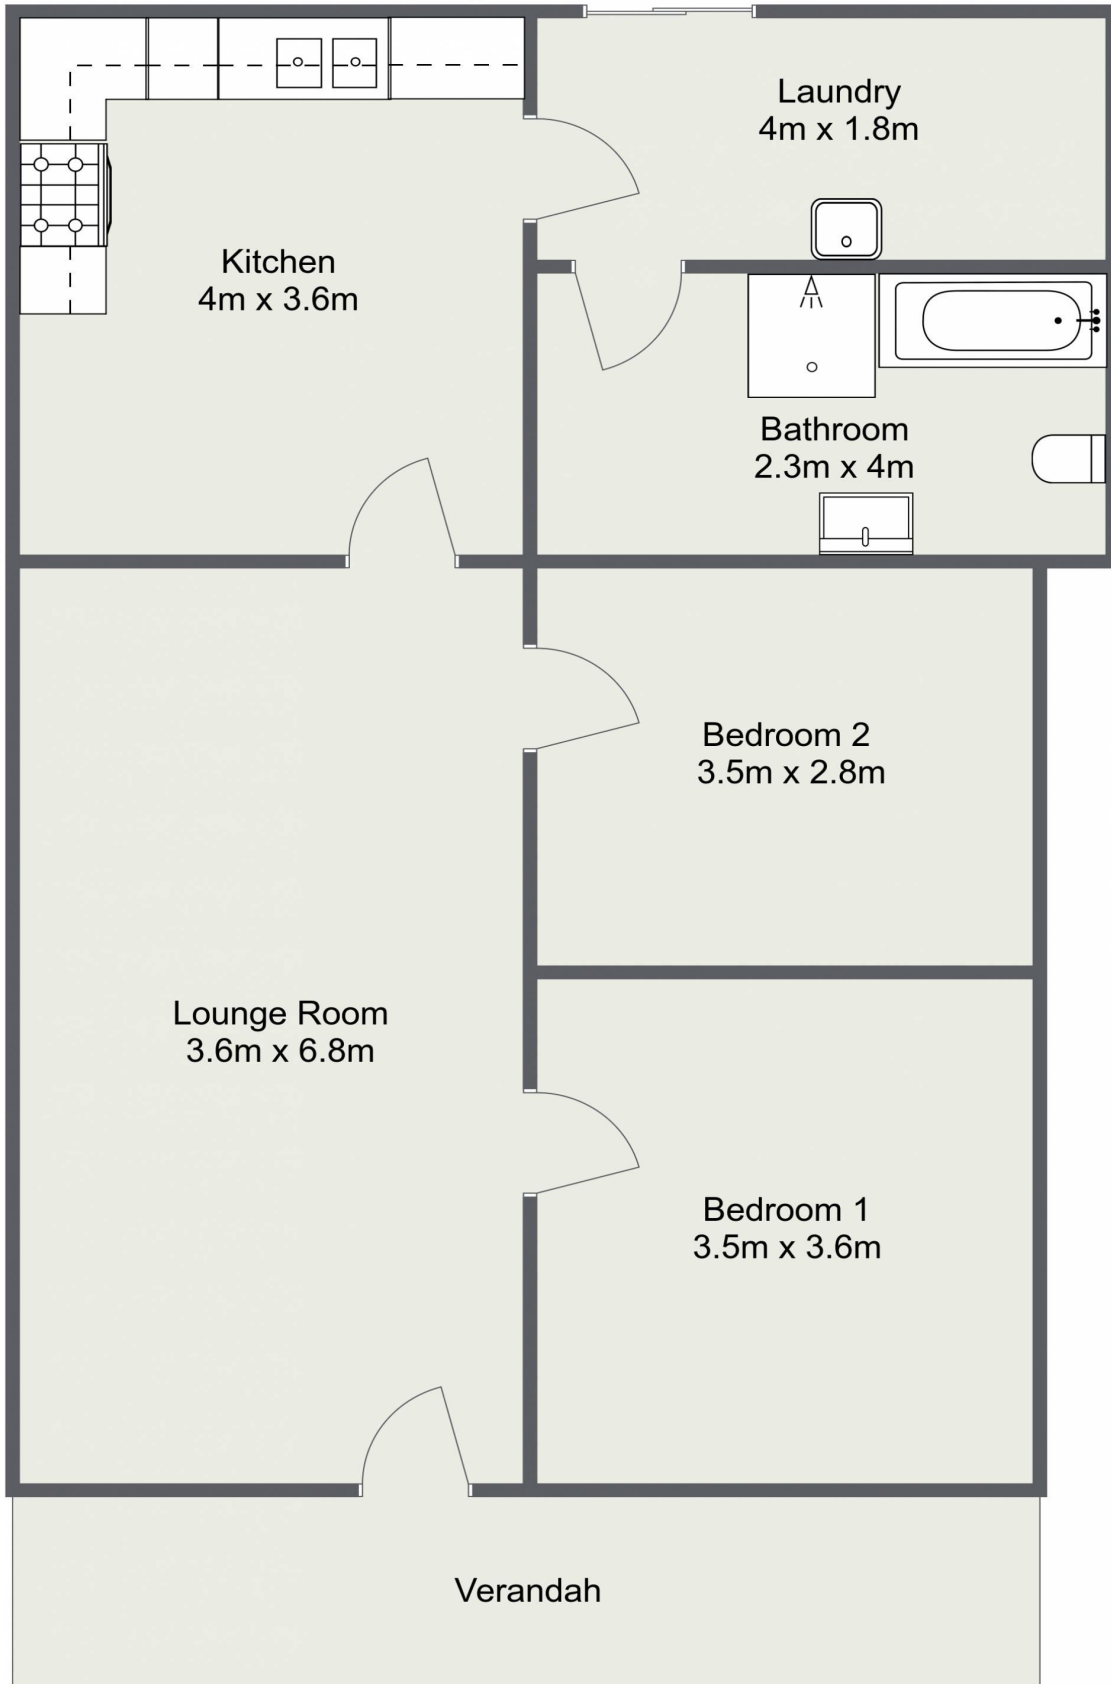 Laundry
4m x 1.8m
Kitchen
4m x 3.6m
Bathroom
2.3m x 4m
Bedroom 2
3.5m x 2.8m
Lounge Room
3.6m x 6.8m
Bedroom 1
3.5m x 3.6m
Verandah